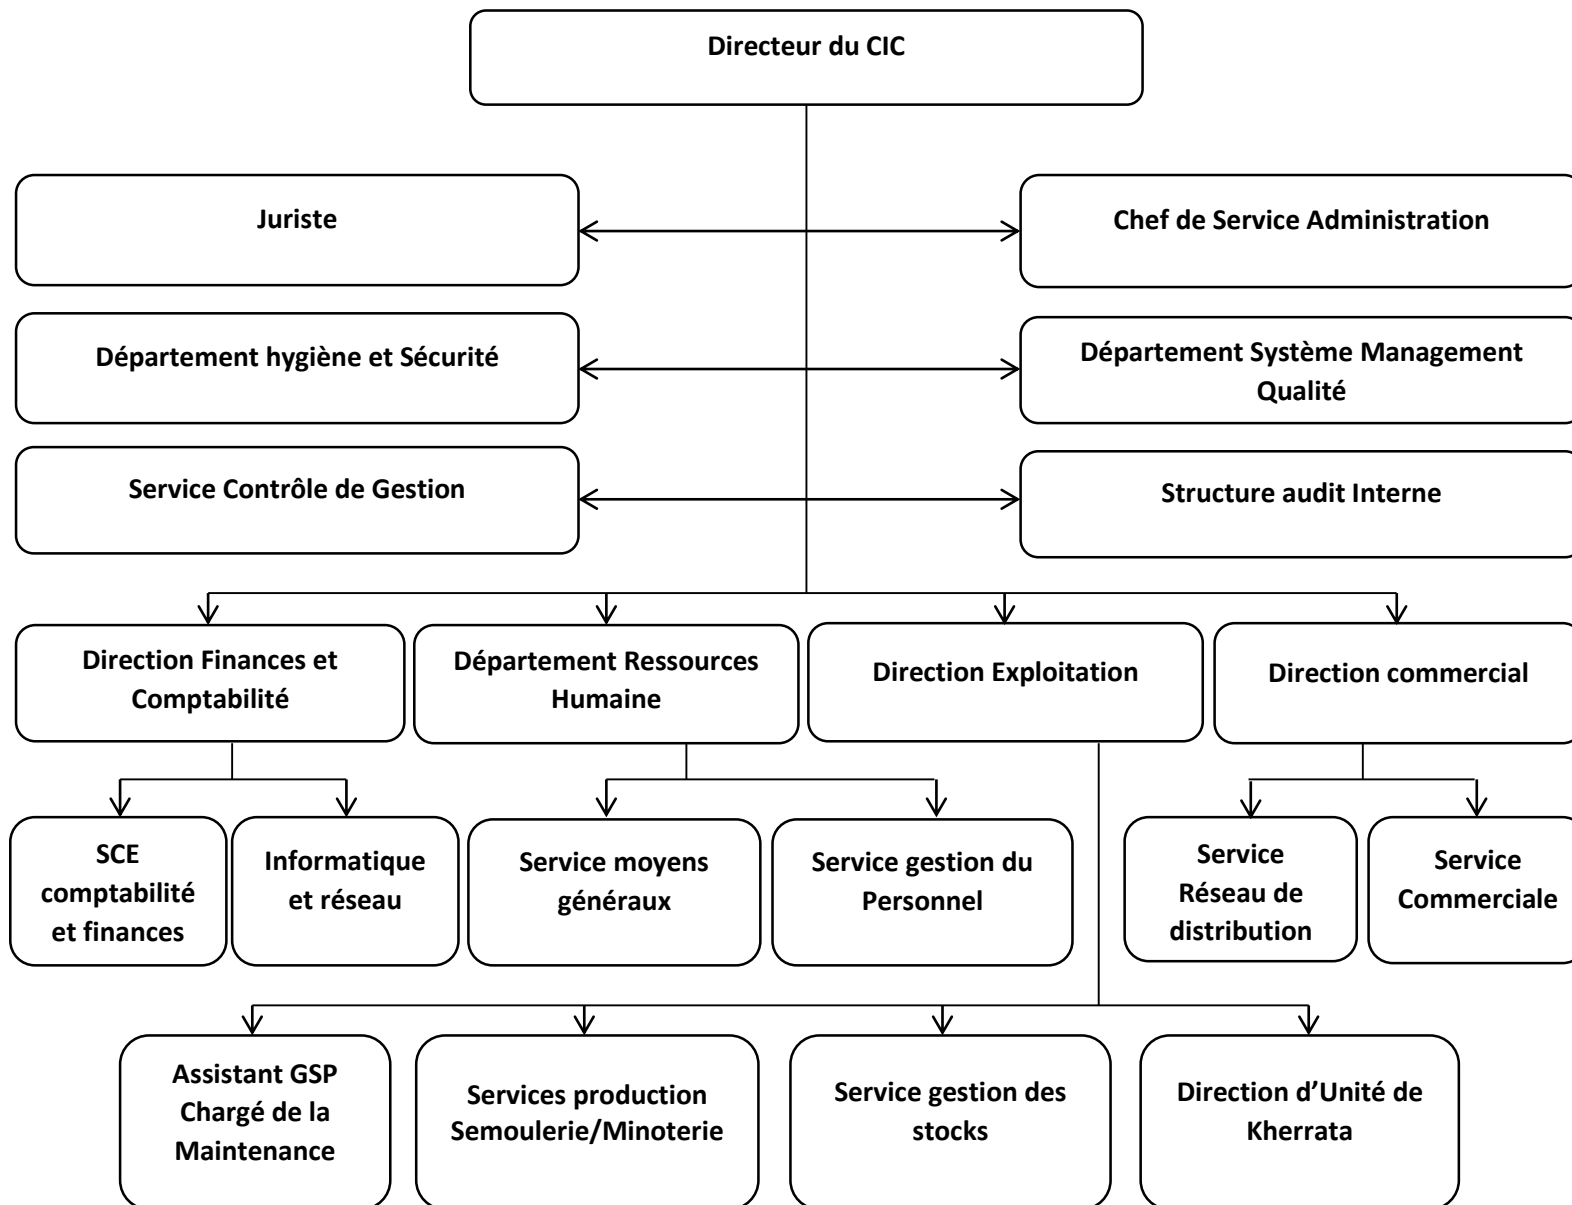 Directeur du CIC
Juriste
Chef de Service Administration
Département hygiène et Sécurité
Département Système Management
Qualité
Service Contrôle de Gestion
Structure audit Interne
Direction Finances et
Comptabilité
Département Ressources
Humaine
Direction Exploitation
Direction commercial
SCE
comptabilité
et finances
Informatique
et réseau
Service moyens
généraux
Service gestion du
Personnel
Service
Réseau de
distribution
Service
Commerciale
Assistant GSP
Chargé de la
Maintenance
Services production
Semoulerie/Minoterie
Service gestion des
stocks
Direction d’Unité de
Kherrata